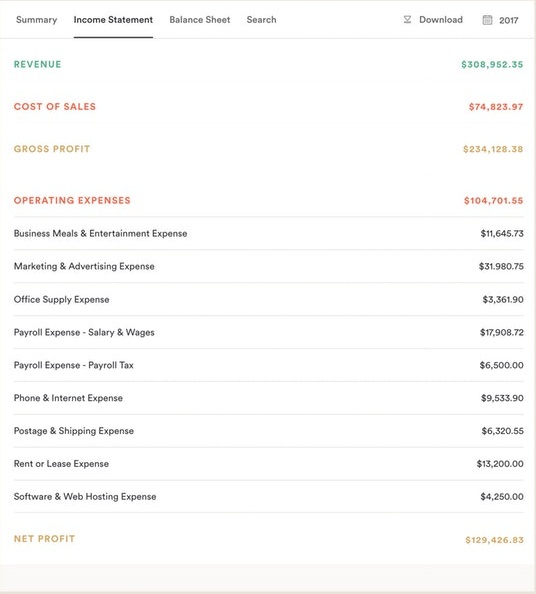 Summary Income Statement Balance Sheet Search Download 2017
REVENUE $308,952.35
COST OF SALES $74,823.97
GROSS PROFIT $234,128.38
OPERATING EXPENSES $104,701.55
Business Meals & Entertainment Expense $11,645.73
Marketing & Advertising Expense $31.980.75
Office Supply Expense $3,361.90
Payroll Expense - Salary & Wages $17,908.72
Payroll Expense - Payroll Tax $6,500.00
Phone & Internet Expense $9,533.90
Postage & Shipping Expense $6,320.55
Rent or Lease Expense $13,200.00
Software & Web Hosting Expense $4,250.00
NET PROFIT $129,426.83